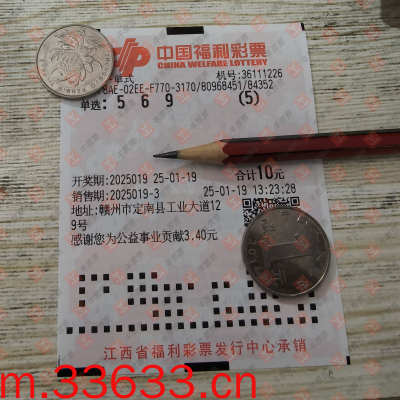 中国福利彩票
CHINA WELFARE LOTTERY
单式 机号:36111226
8AE-02EE-F770-3170/80968451/84352
单选: 5 6 9 (5)
开奖期:2025019 25-01-19 合计10元
销售期:2025019-3 25-01-19 13:23:28
地址:赣州市定南县工业大道12
9号
感谢您为公益事业贡献3.40元
江西省福利彩票发行中心承销
m.33633.cn